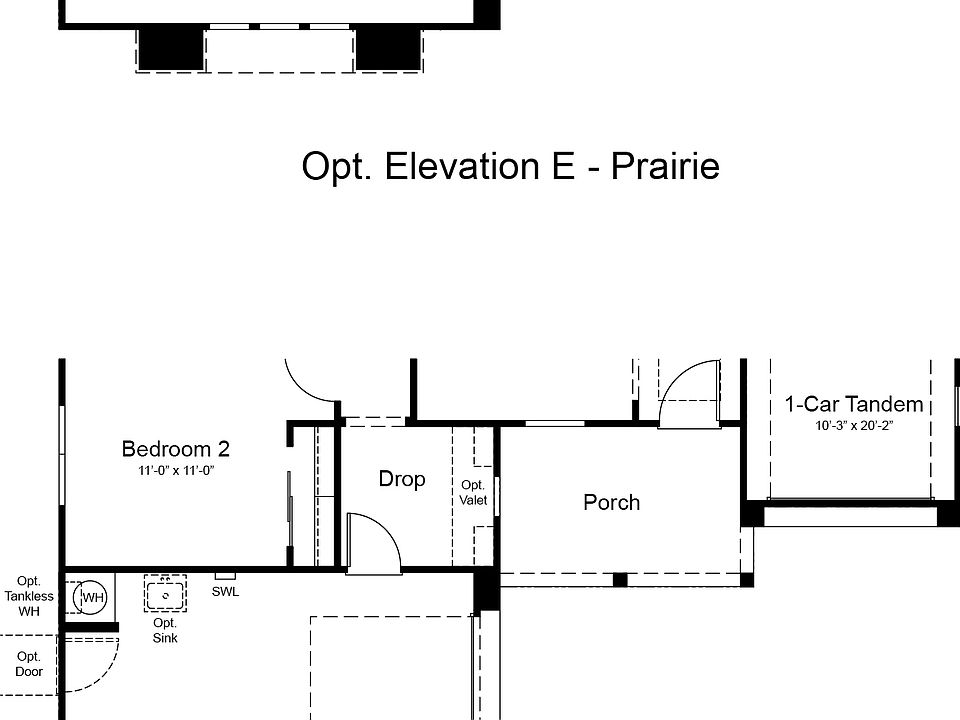 Opt. Elevation E - Prairie
1-Car Tandem
10'-3" x 20'-2"
Bedroom 2
11'-0" x 11'-0"
Drop
Opt.
Valet
Porch
Opt.
Tankless
WH
WH
SWL
Opt.
Sink
Opt.
Door